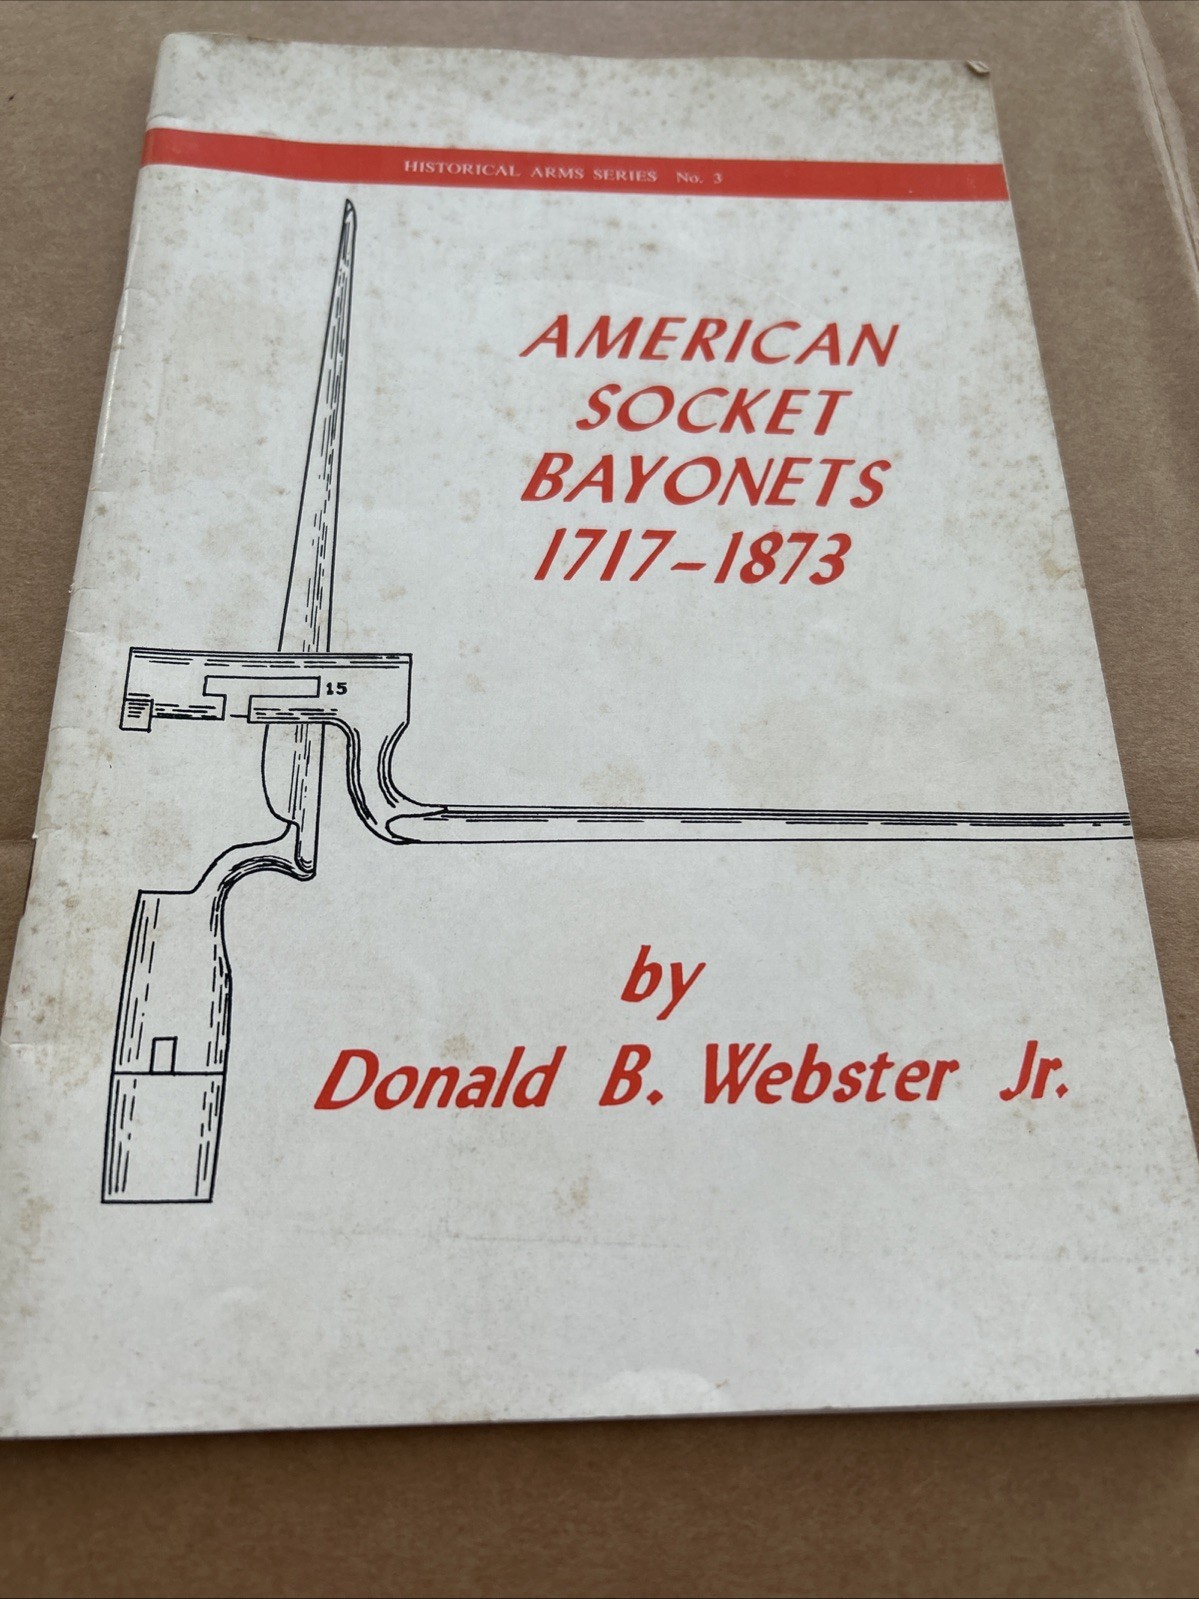 HISTORICAL ARMS SERIES No. 3
AMERICAN
SOCKET
BAYONETS
1717-1873
15
by
Donald B. Webster Jr.